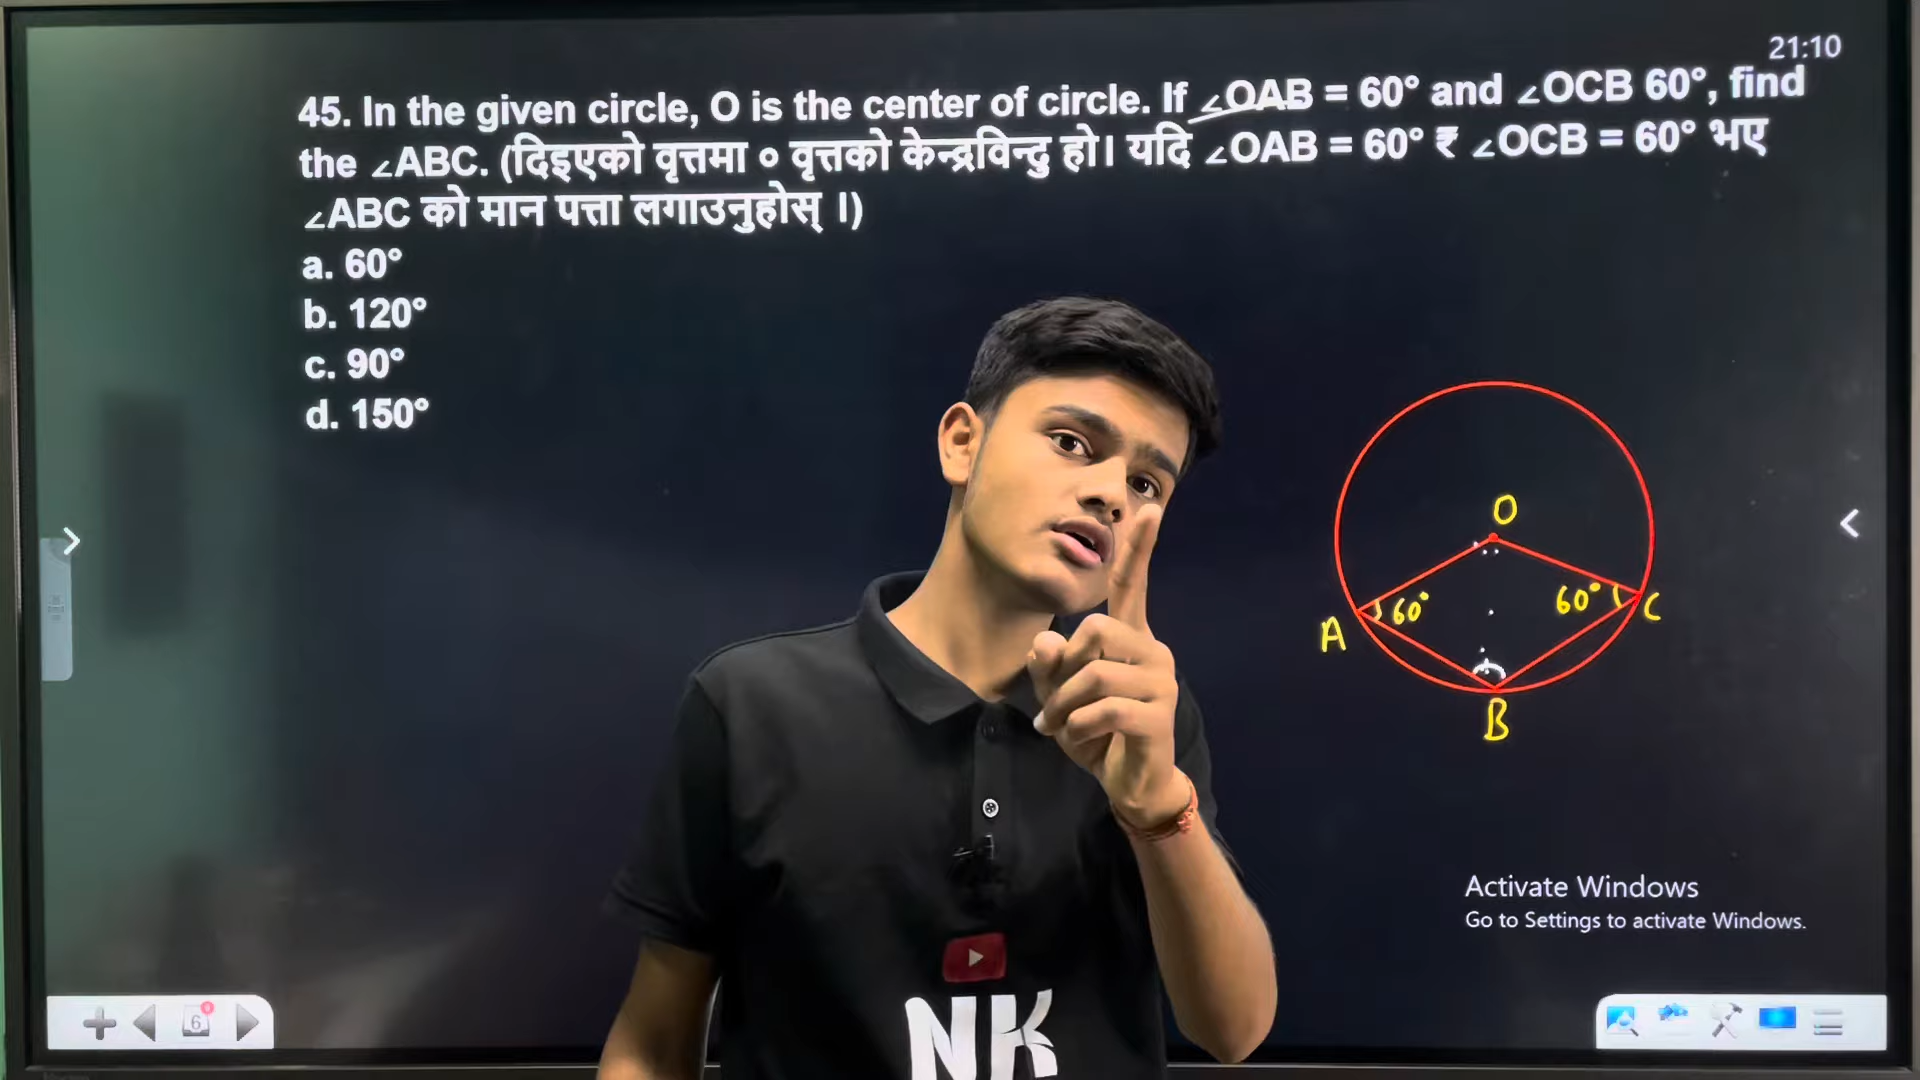 21:10
45. In the given circle, O is the center of circle. If ∠OAB = 60° and ∠OCB 60°, find
the ∠ABC. (दिइएको वृत्तमा ० वृत्तको केन्द्रविन्दु हो। यदि ∠OAB = 60° ₹ ∠OCB = 60° भए
∠ABC को मान पत्ता लगाउनुहोस् ।)
a. 60°
b. 120°
c. 90°
d. 150°
O
60°
60°
C
A
B
Activate Windows
Go to Settings to activate Windows.
NK
6